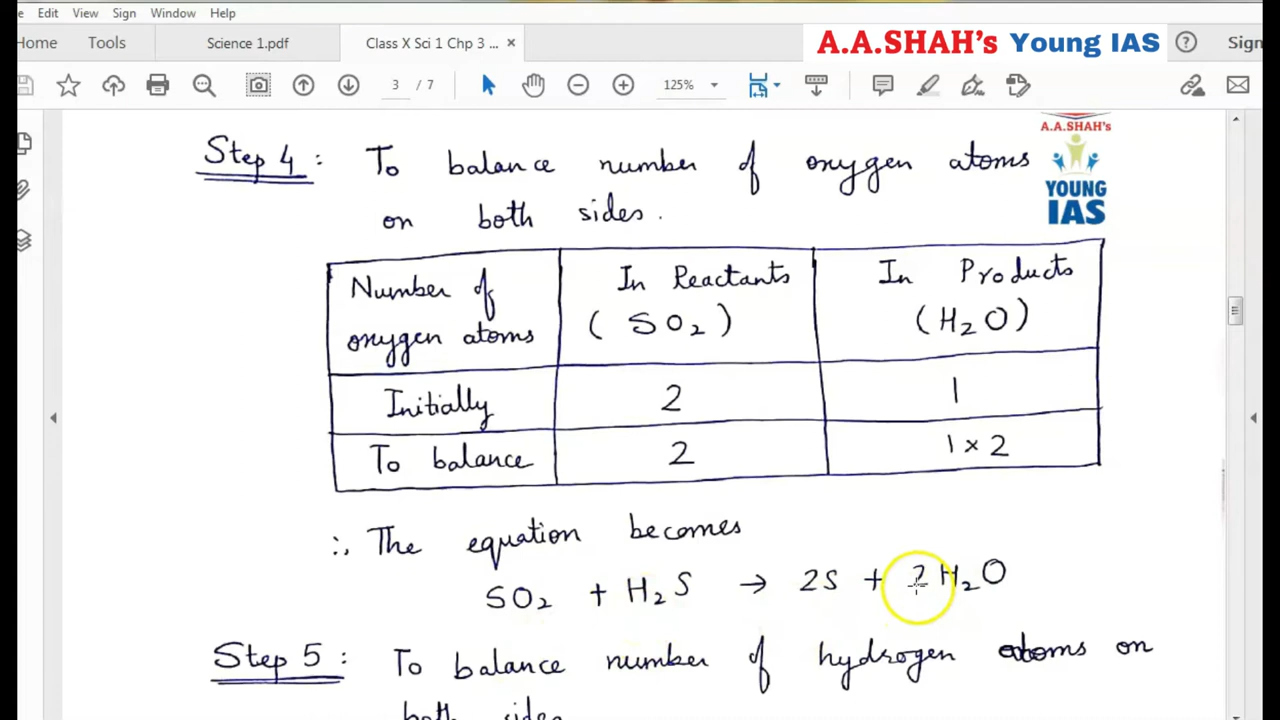 e Edit View Sign Window Help
Home Tools Science 1.pdf Class X Sci 1 Chp 3 ... × A.A.SHAH's Young IAS Sign
3 / 7 125%
Step 4 : To balance number of oxygen atoms
on both sides.
A.A.SHAH's
YOUNG
IAS
Number of oxygen atoms In Reactants (SO₂) In Products (H₂O)
Initially 2 1
To balance 2 1 × 2
∴ The equation becomes
SO₂ + H₂S → 2S + 2H₂O
Step 5 : To balance number of hydrogen atoms on
both sides